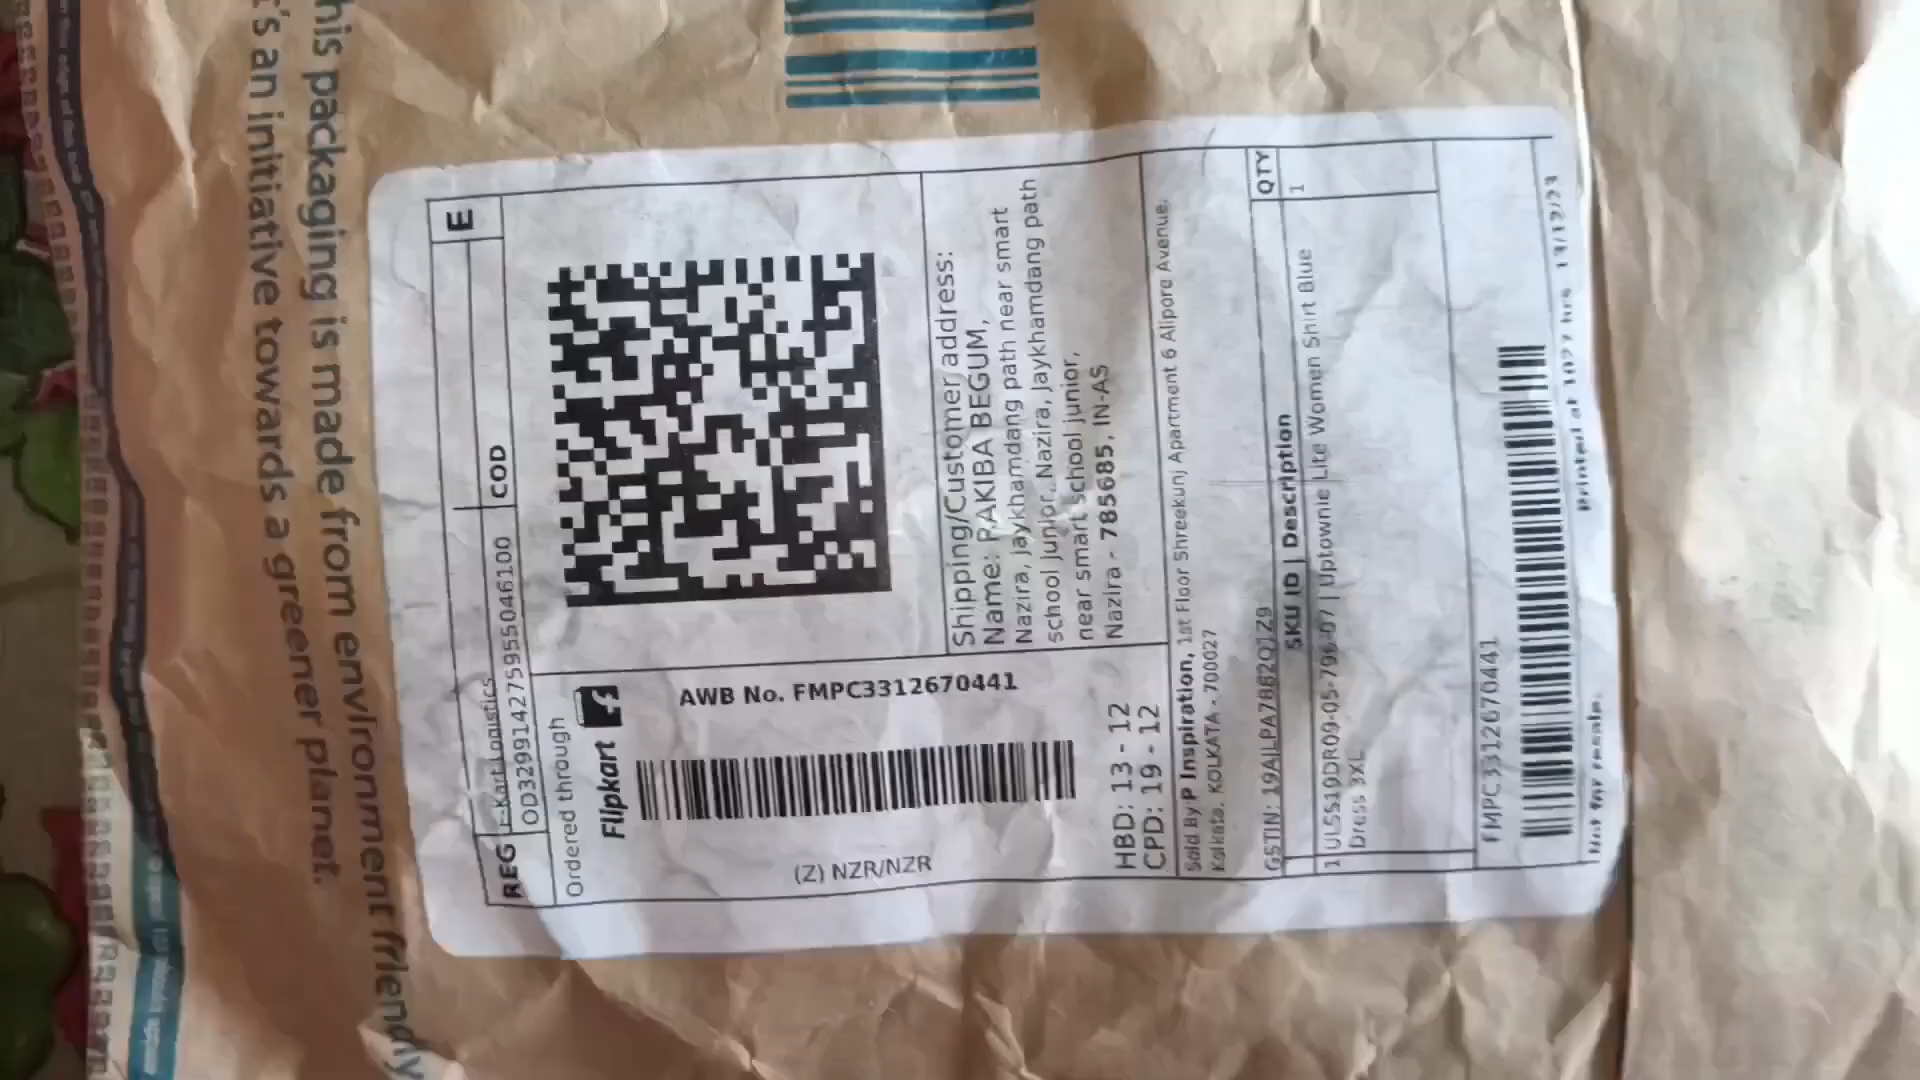 his packaging is made from environment friendly
t's an initiative towards a greener planet.
E
REG
E-Kart Logistics
COD
OD329914275955046100
Ordered through
Flipkart
AWB No. FMPC3312670441
(Z) NZR/NZR
HBD: 13 - 12
CPD: 19 - 12
Shipping/Customer address:
Name: RAKIBA BEGUM,
Nazira, Jaykhamdang path near smart
school junior, Nazira, Jaykhamdang path
near smart school junior,
Nazira - 785685, IN-AS
Sold By:P Inspiration, 1st Floor Shreekunj Apartment 6 Alipore Avenue,
Kolkata, KOLKATA - 700027
GSTIN: 19AJLPA7862Q1Z9
SKU ID | Description
QTY
1 ULSS19DR09-05-796-07 | Uptownie Lite Women Shirt Blue
1
Dress 3XL
FMPC3312670441
Not for resale.
Printed at hrs